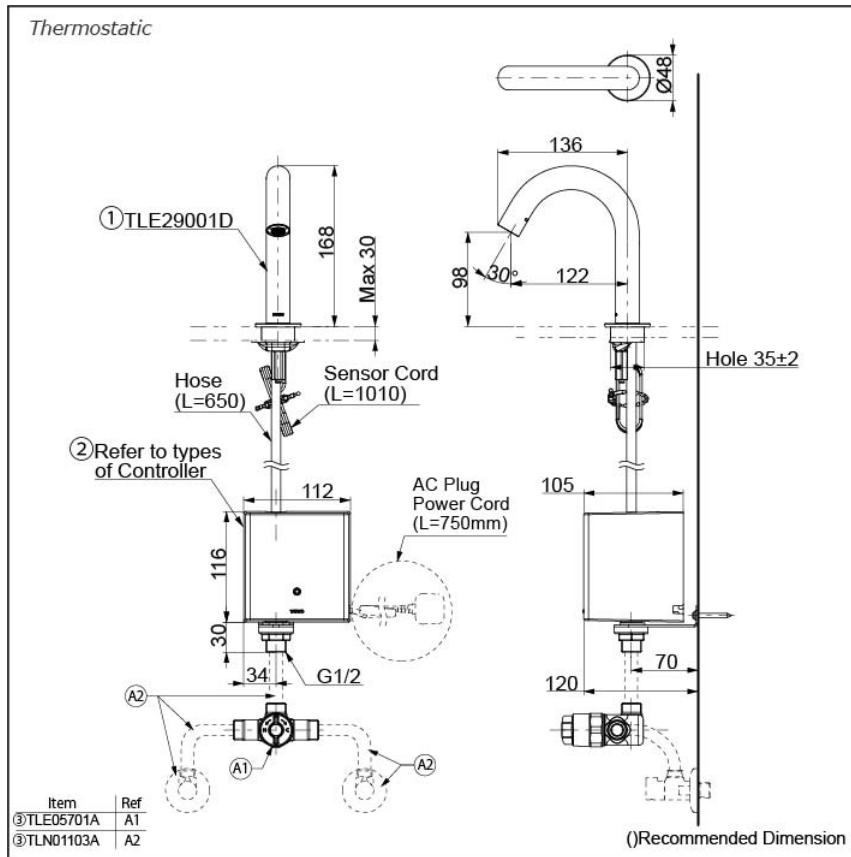 Thermostatic
Ø48
136
①TLE29001D
168
Max 30
98
30°
122
Hole 35±2
Hose
(L=650)
Sensor Cord
(L=1010)
②Refer to types
of Controller
112
AC Plug
Power Cord
(L=750mm)
105
116
30
34
G1/2
70
120
A2
A1
A2
Item Ref
③TLE05701A A1
③TLN01103A A2
()Recommended Dimension